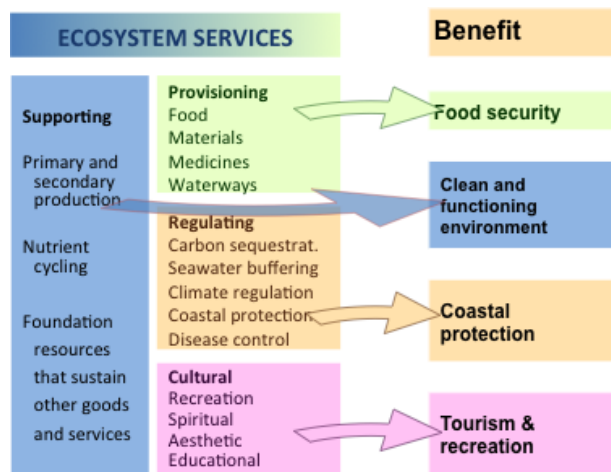 ECOSYSTEM SERVICES
Benefit
Supporting
Primary and
secondary
production
Nutrient
cycling
Foundation
resources
that sustain
other goods
and services
Provisioning
Food
Materials
Medicines
Waterways
Regulating
Carbon sequestrat.
Seawater buffering
Climate regulation
Coastal protection
Disease control
Cultural
Recreation
Spiritual
Aesthetic
Educational
Food security
Clean and
functioning
environment
Coastal
protection
Tourism &
recreation